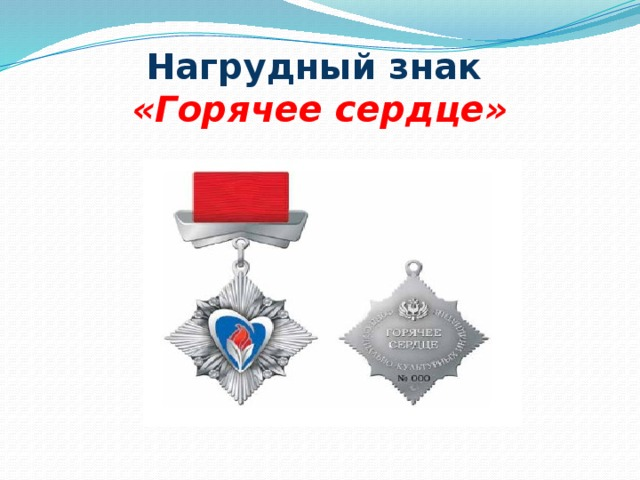 Нагрудный знак
«Горячее сердце»
ГОРЯЧЕЕ
СЕРДЦЕ
№ 000